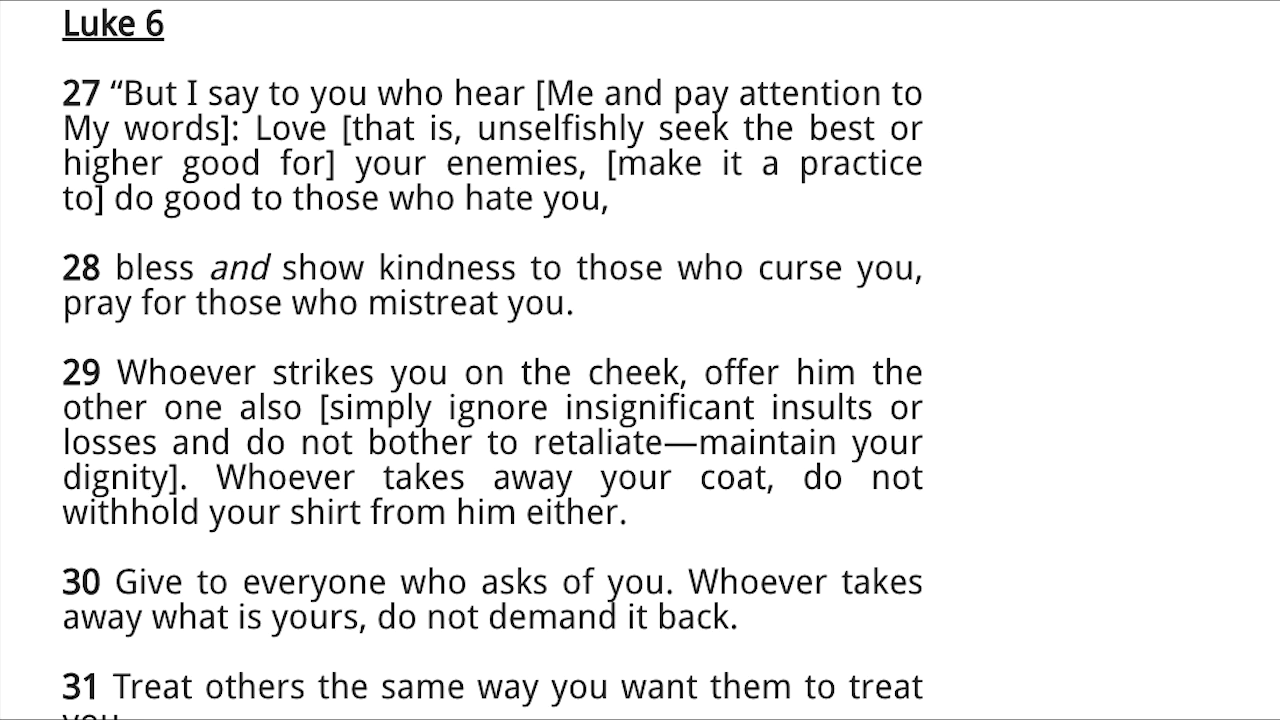 Luke 6
27 “But I say to you who hear [Me and pay attention to
My words]: Love [that is, unselfishly seek the best or
higher good for] your enemies, [make it a practice
to] do good to those who hate you,
28 bless and show kindness to those who curse you,
pray for those who mistreat you.
29 Whoever strikes you on the cheek, offer him the
other one also [simply ignore insignificant insults or
losses and do not bother to retaliate—maintain your
dignity]. Whoever takes away your coat, do not
withhold your shirt from him either.
30 Give to everyone who asks of you. Whoever takes
away what is yours, do not demand it back.
31 Treat others the same way you want them to treat